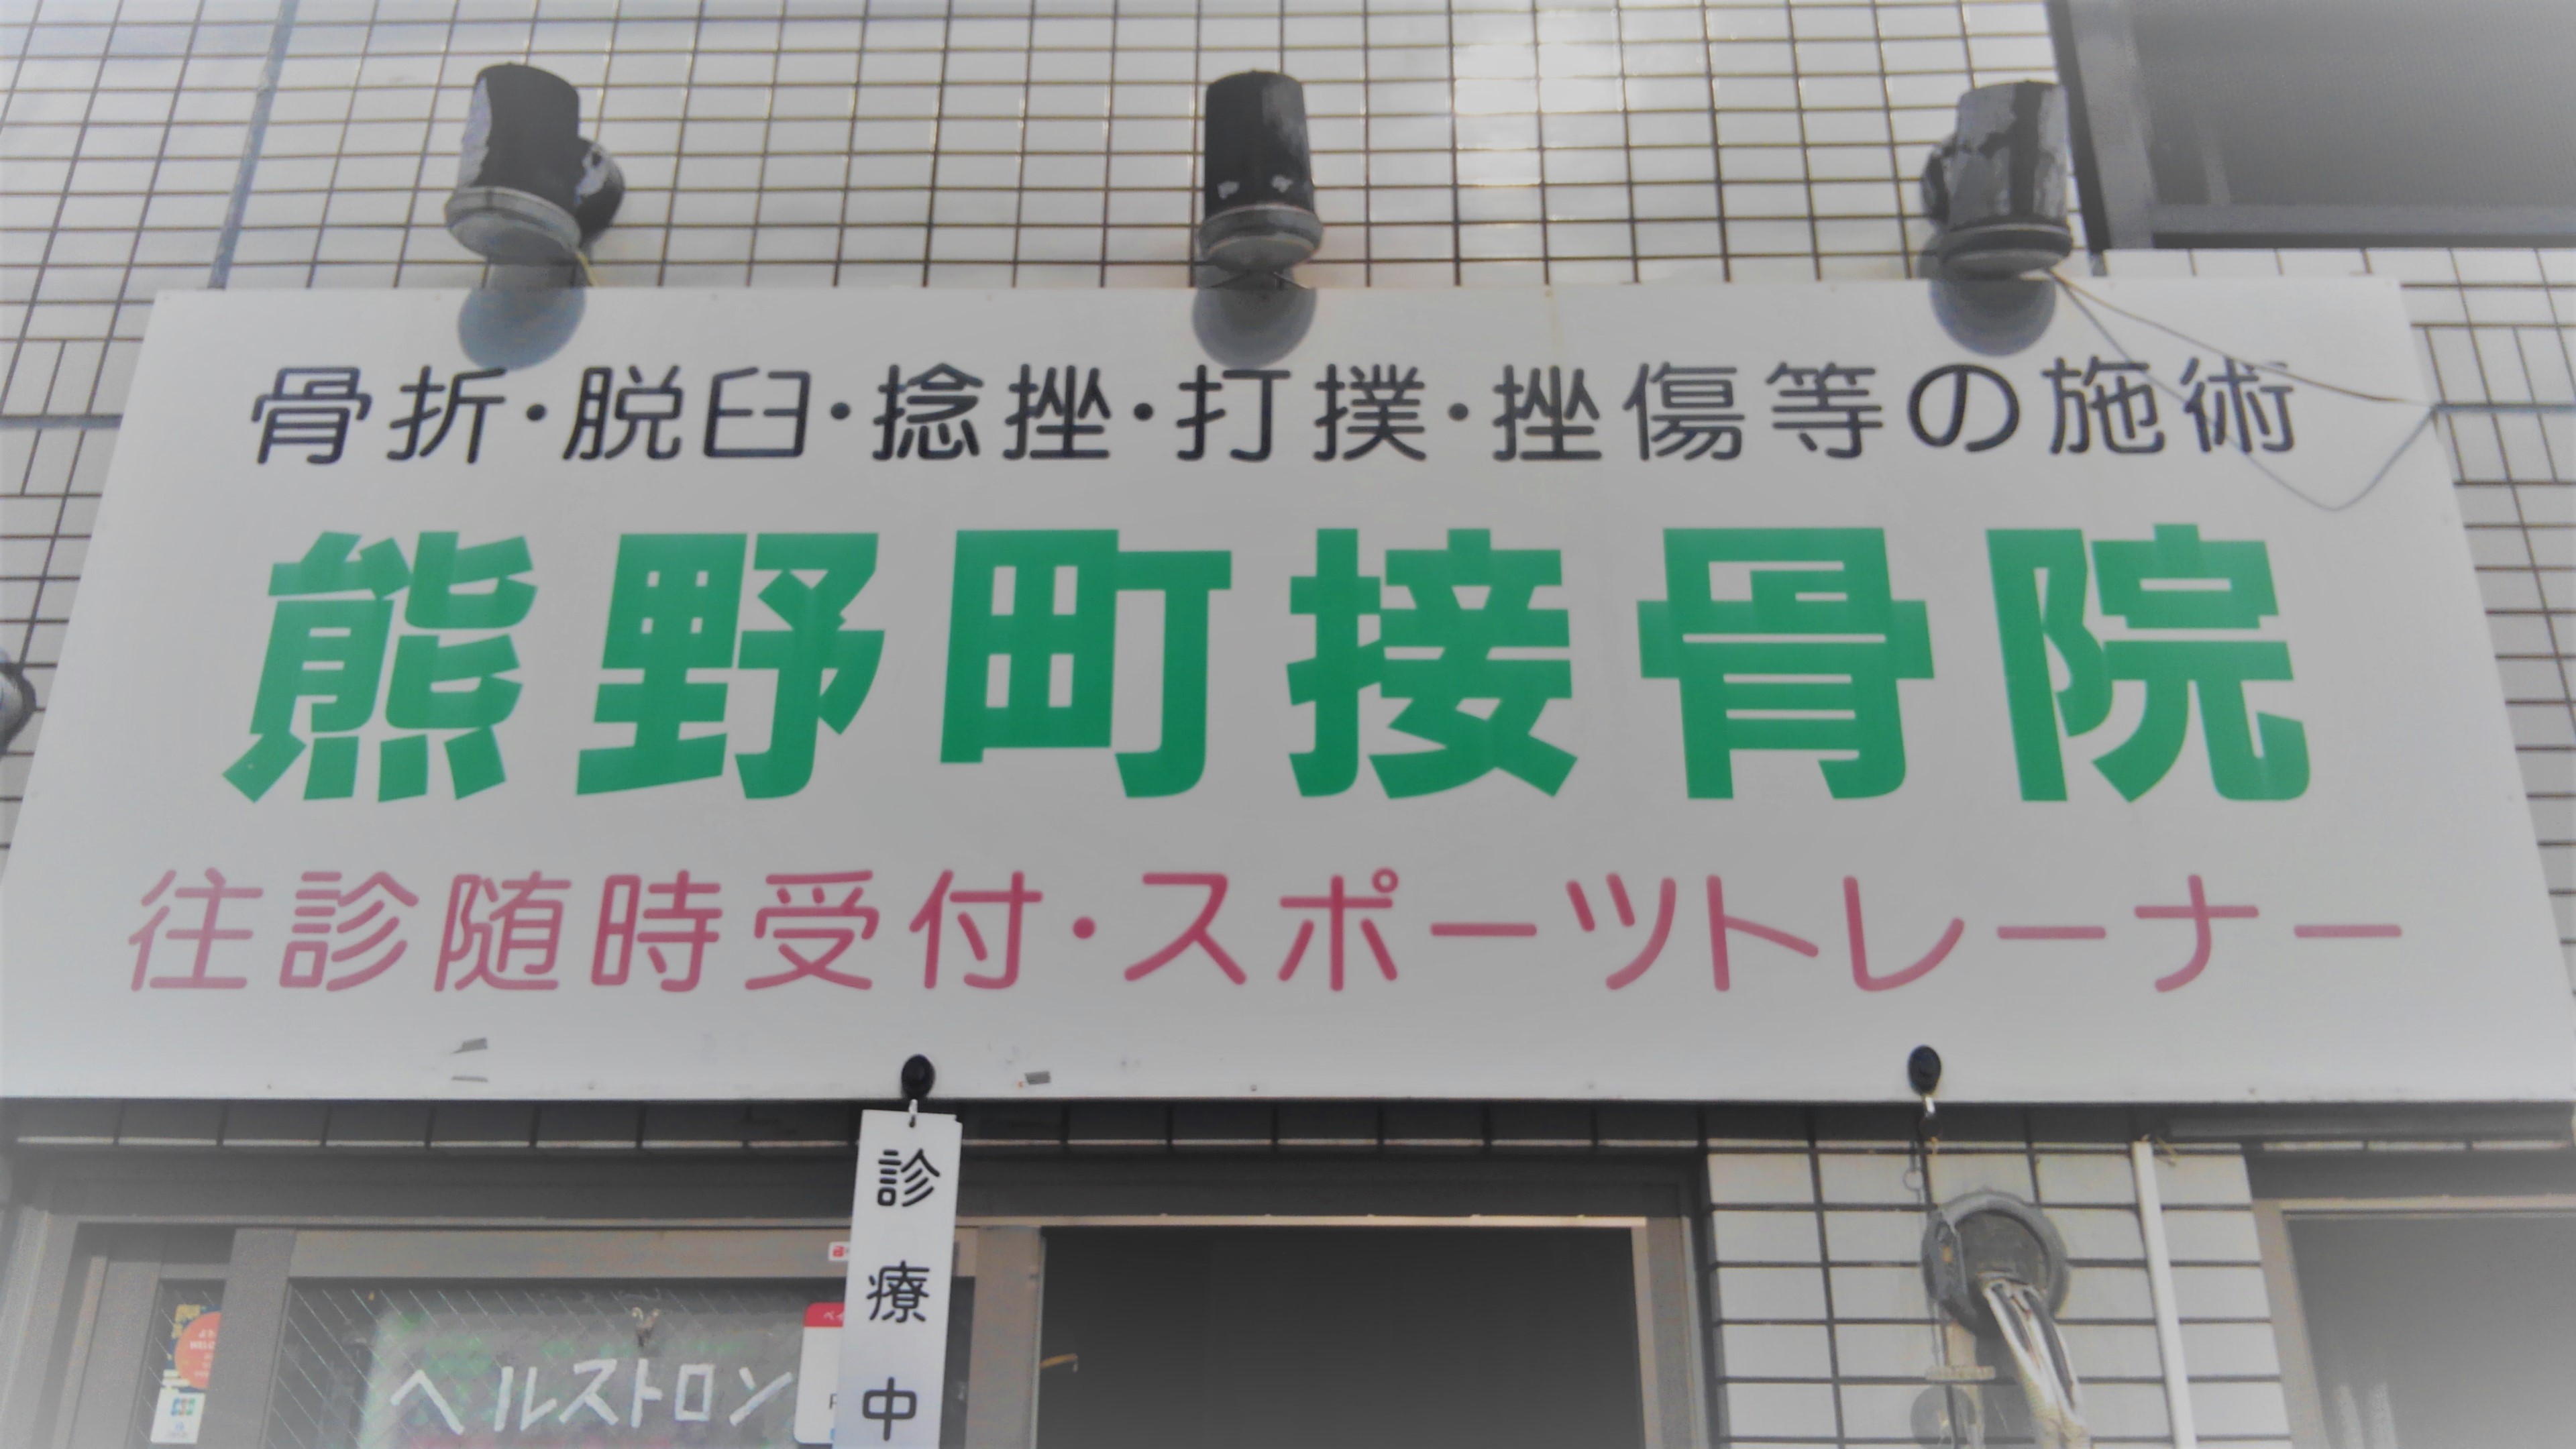 骨折・脱臼・捻挫・打撲・挫傷等の施術
熊野町接骨院
往診随時受付・スポーツトレーナー
診療中
ヘルストロン